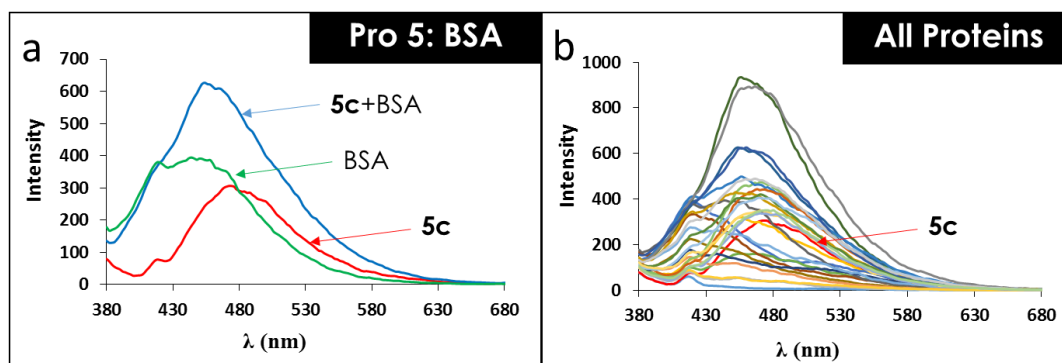 a
Pro 5: BSA
700
600
500
400
300
200
100
0
Intensity
5c+BSA
BSA
5c
380 430 480 530 580 630 680
λ (nm)
b
All Proteins
1000
800
600
400
200
0
Intensity
5c
380 430 480 530 580 630 680
λ (nm)